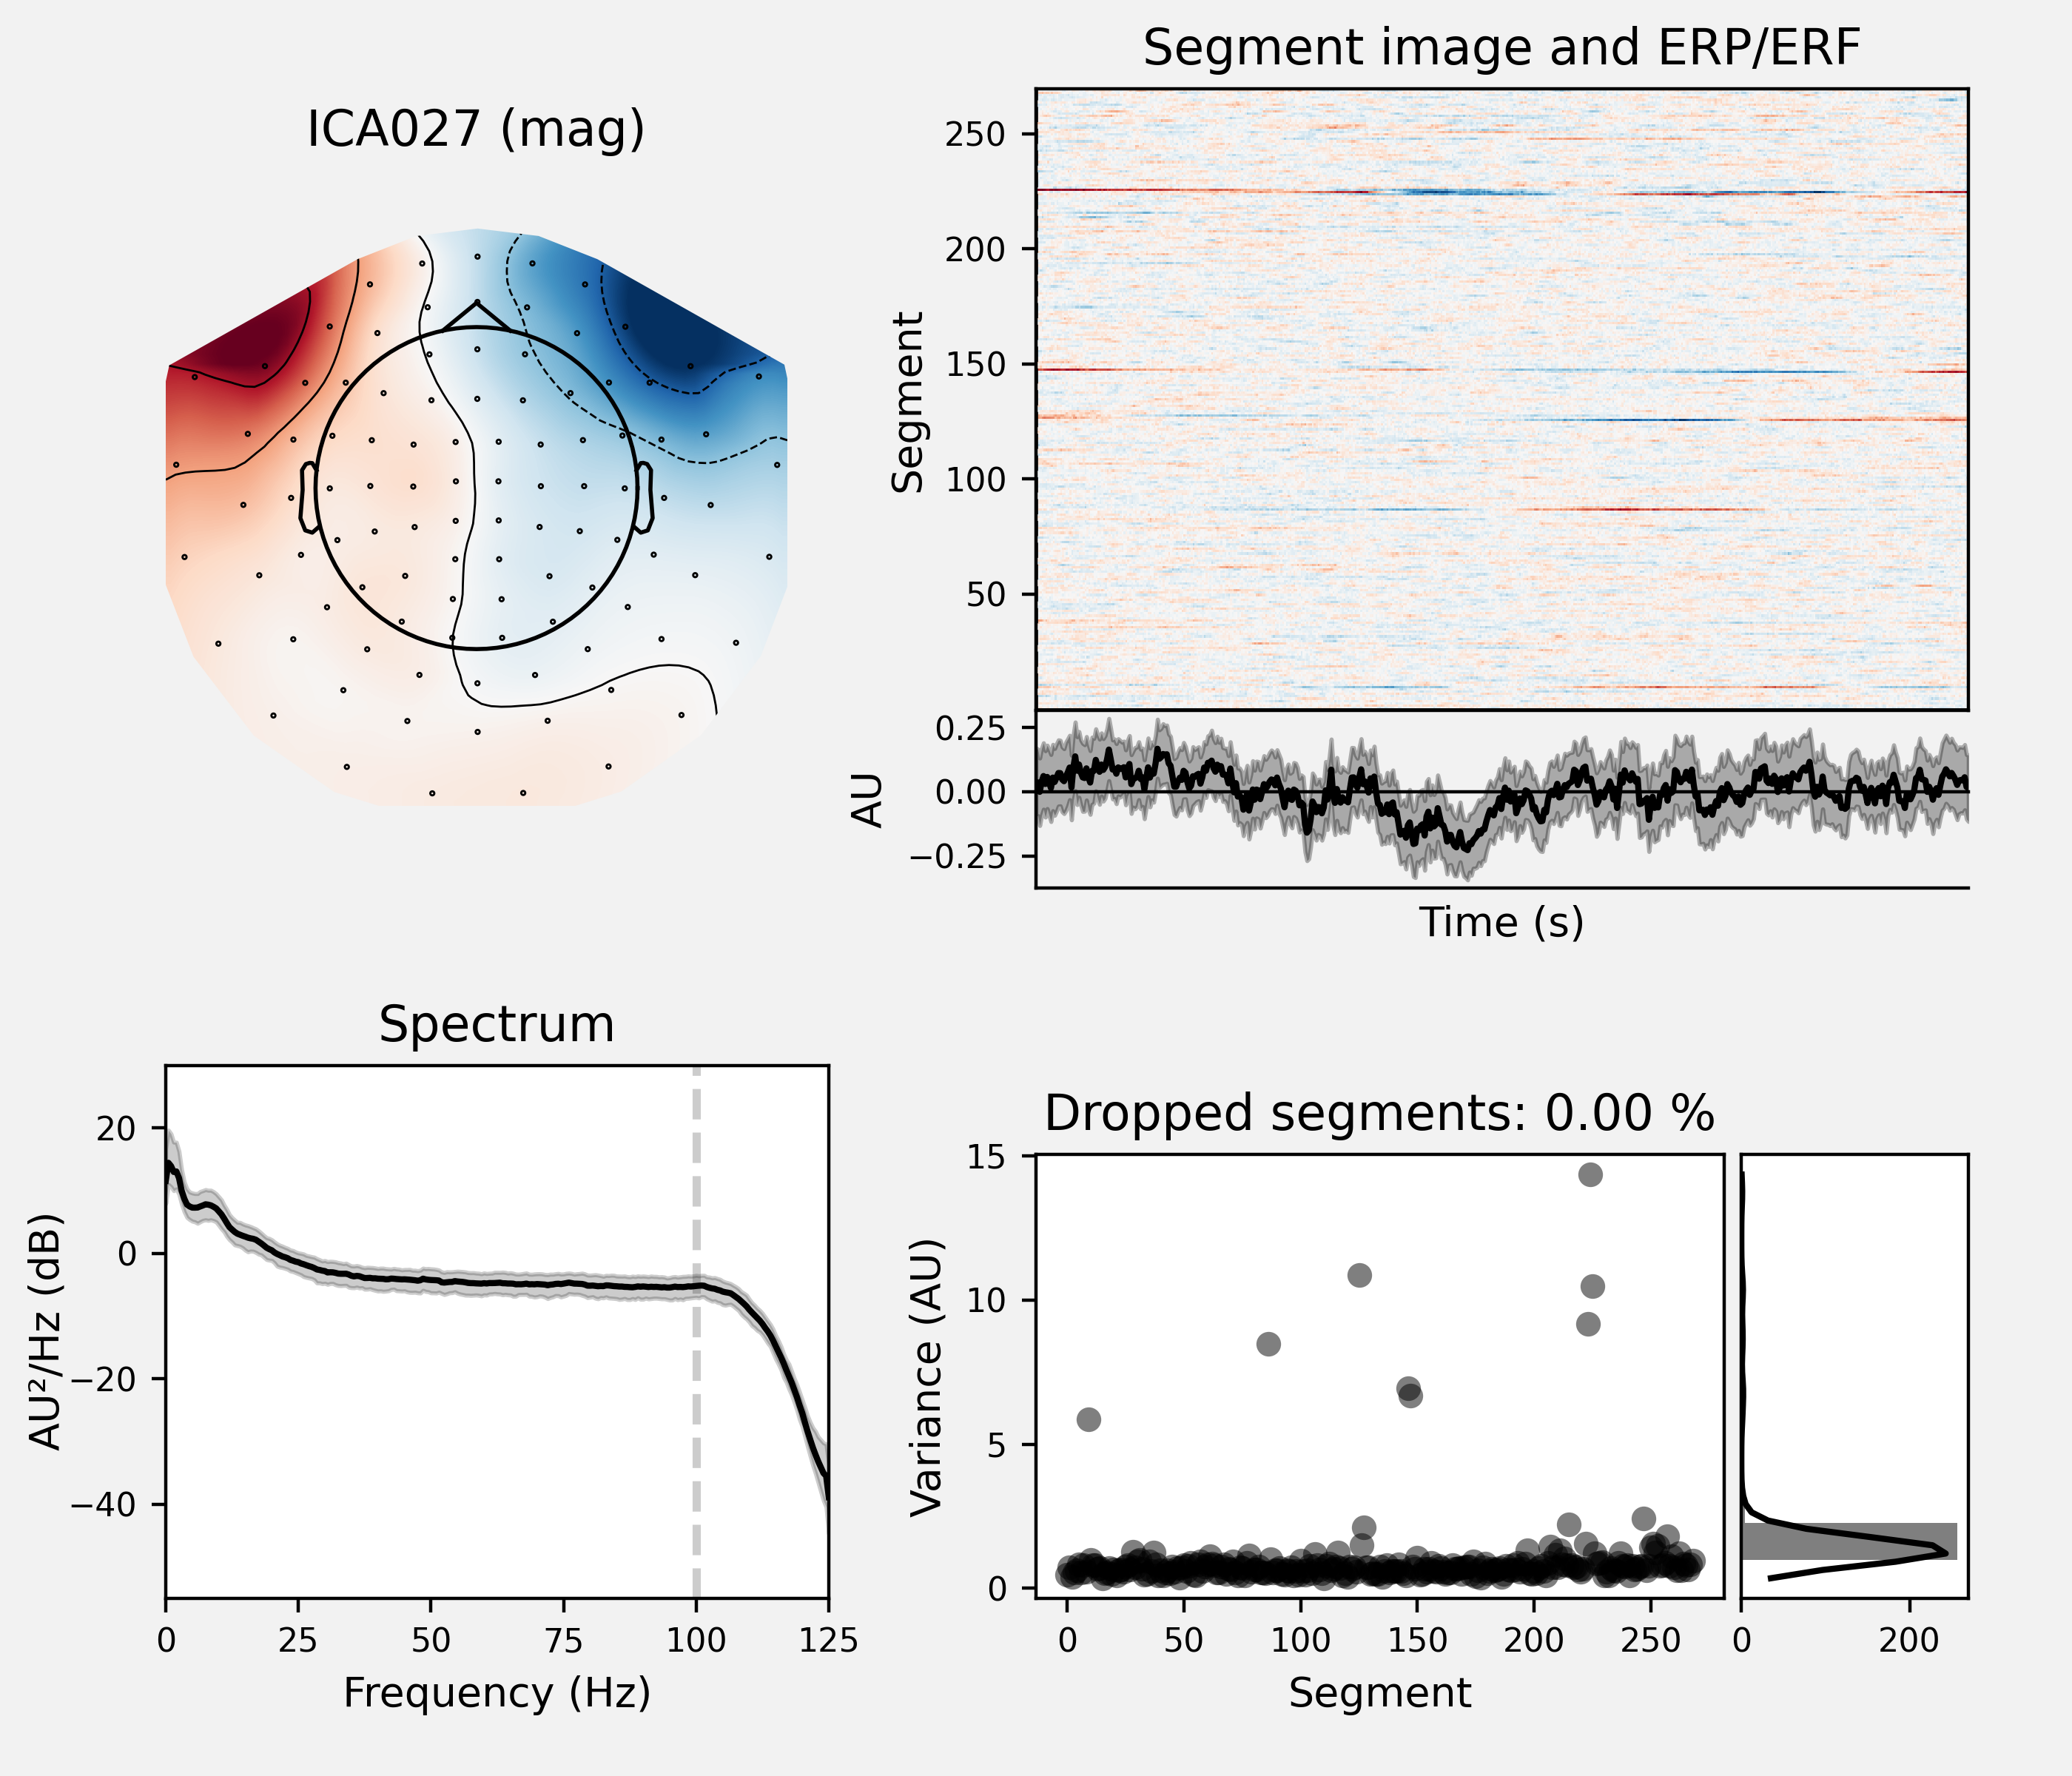 Segment image and ERP/ERF
ICA027 (mag)
Segment
250
200
150
100
50
AU
0.25
0.00
−0.25
Time (s)
Spectrum
AU²/Hz (dB)
20
0
−20
−40
0 25 50 75 100 125
Frequency (Hz)
Dropped segments: 0.00 %
Variance (AU)
15
10
5
0
0 50 100 150 200 250 0 200
Segment